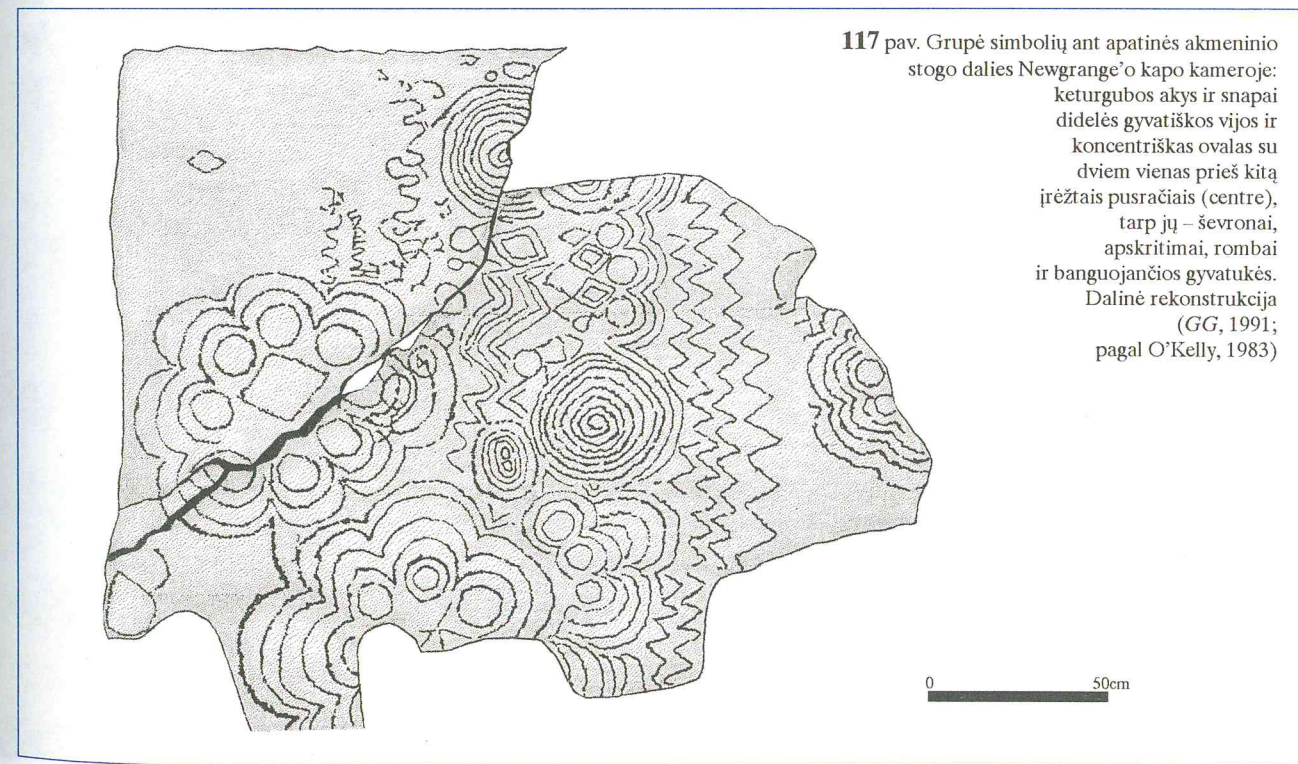 117 pav. Grupė simbolių ant apatinės akmeninio
stogo dalies Newgrange’o kapo kameroje:
keturgubos akys ir snapai
didelės gyvatiškos vijos ir
koncentriškas ovalas su
dviem vienas prieš kitą
įrėžtais pusračiais (centre),
tarp jų – ševronai,
apskritimai, rombai
ir banguojančios gyvatukės.
Dalinė rekonstrukcija
(GG, 1991;
pagal O’Kelly, 1983)
0 50cm